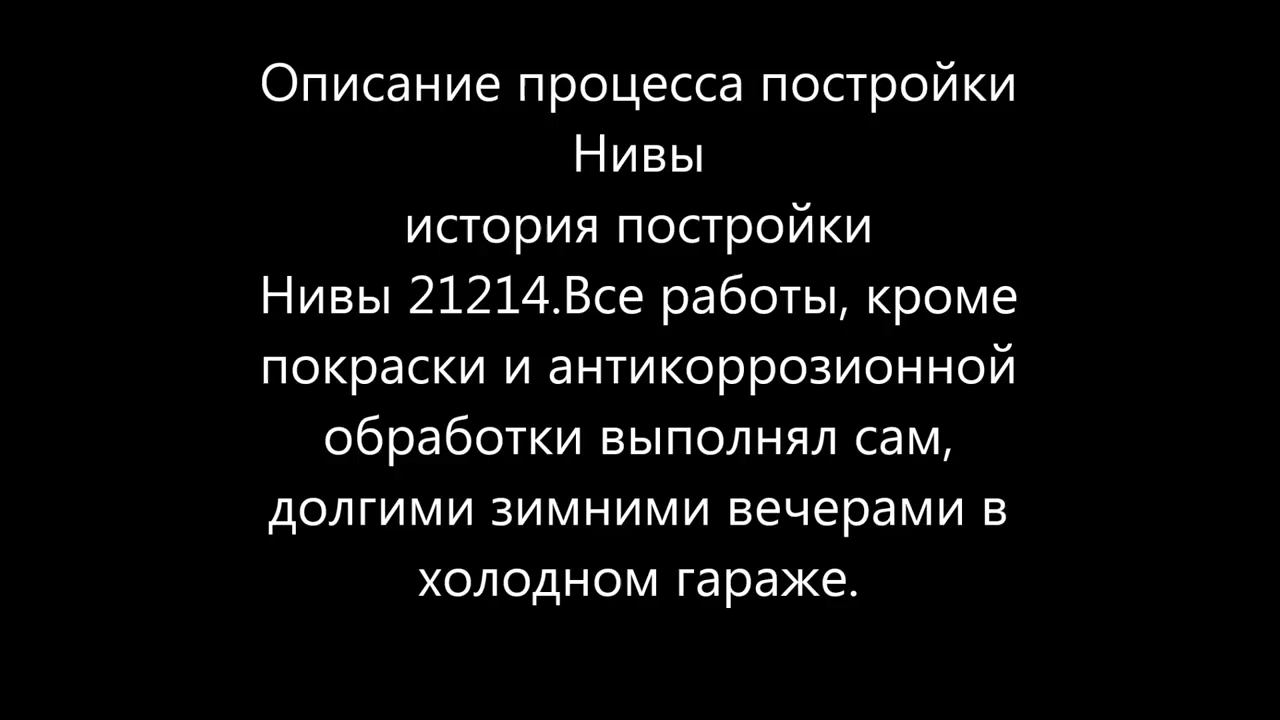 Описание процесса постройки
Нивы
история постройки
Нивы 21214.Все работы, кроме
покраски и антикоррозионной
обработки выполнял сам,
долгими зимними вечерами в
холодном гараже.